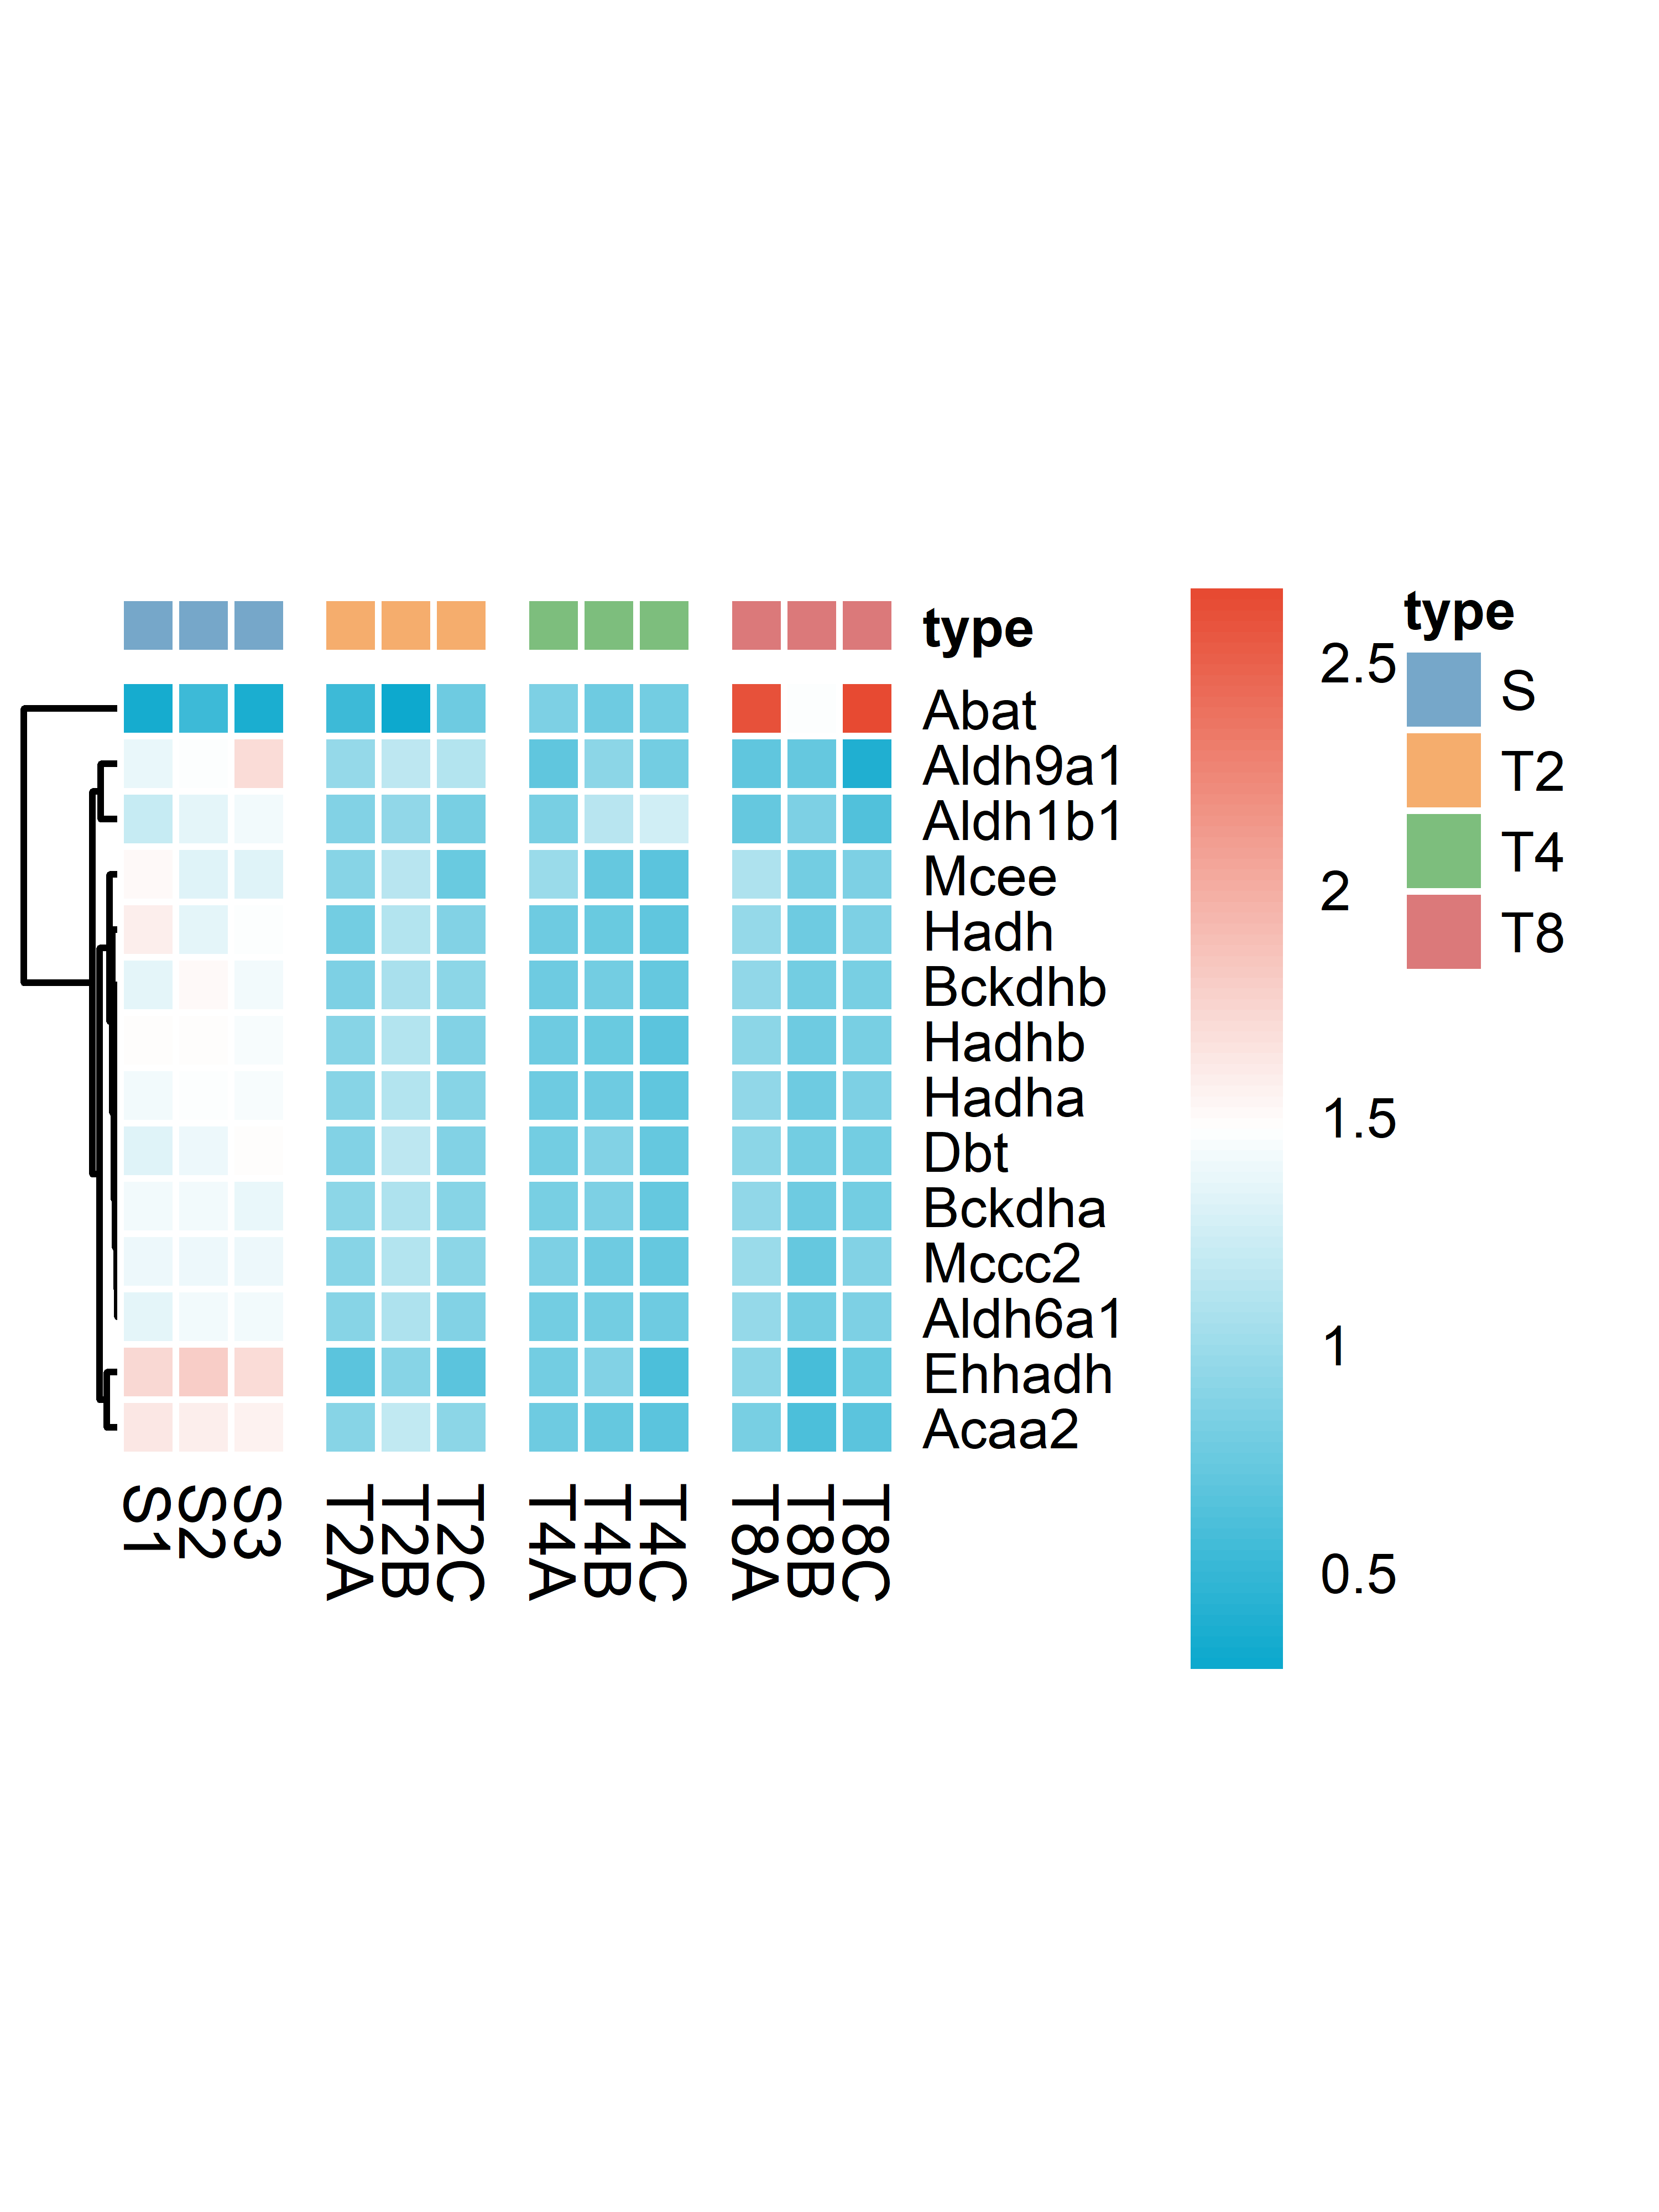 type
Abat
Aldh9a1
Aldh1b1
Mcee
Hadh
Bckdhb
Hadhb
Hadha
Dbt
Bckdha
Mccc2
Aldh6a1
Ehhadh
Acaa2
S1
S2
S3
T2A
T2B
T2C
T4A
T4B
T4C
T8A
T8B
T8C
2.5
2
1.5
1
0.5
type
S
T2
T4
T8